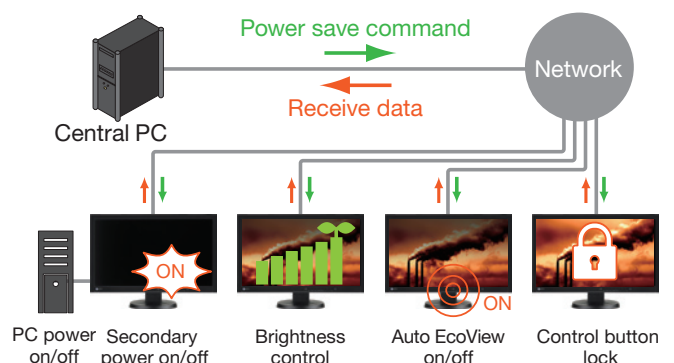 Power save command
Network
Receive data
Central PC
ON
ON
PC power
on/off
Secondary
power on/off
Brightness
control
Auto EcoView
on/off
Control button
lock